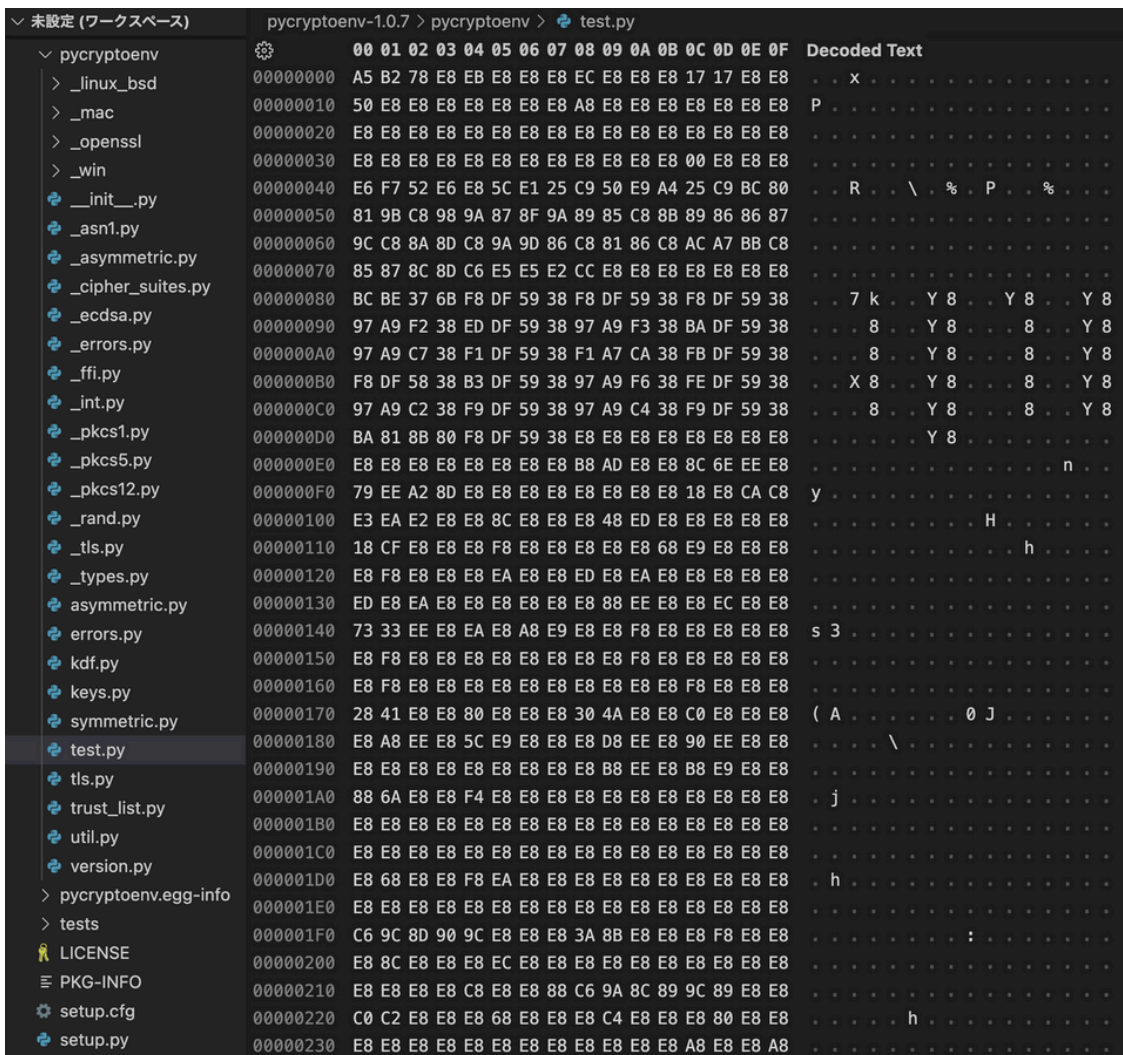 未設定 (ワークスペース)
pycryptoenv
_linux_bsd
_mac
_openssl
_win
__init__.py
_asn1.py
_asymmetric.py
_cipher_suites.py
_ecdsa.py
_errors.py
_ffi.py
_int.py
_pkcs1.py
_pkcs5.py
_pkcs12.py
_rand.py
_tls.py
_types.py
asymmetric.py
errors.py
kdf.py
keys.py
symmetric.py
test.py
tls.py
trust_list.py
util.py
version.py
pycryptoenv.egg-info
tests
LICENSE
PKG-INFO
setup.cfg
setup.py
pycryptoenv-1.0.7 > pycryptoenv > test.py
00 01 02 03 04 05 06 07 08 09 0A 0B 0C 0D 0E 0F Decoded Text
00000000 A5 B2 78 E8 EB E8 E8 E8 EC E8 E8 E8 17 17 E8 E8 . . x . . . . . . . . . . . . .
00000010 50 E8 E8 E8 E8 E8 E8 E8 A8 E8 E8 E8 E8 E8 E8 E8 P . . . . . . . . . . . . . . .
00000020 E8 E8 E8 E8 E8 E8 E8 E8 E8 E8 E8 E8 E8 E8 E8 E8 . . . . . . . . . . . . . . . .
00000030 E8 E8 E8 E8 E8 E8 E8 E8 E8 E8 E8 E8 00 E8 E8 E8 . . . . . . . . . . . . . . . .
00000040 E6 F7 52 E6 E8 5C E1 25 C9 50 E9 A4 25 C9 BC 80 . . R . . \ . % . P . . % . . .
00000050 81 9B C8 98 9A 87 8F 9A 89 85 C8 8B 89 86 86 87 . . . . . . . . . . . . . . . .
00000060 9C C8 8A 8D C8 9A 9D 86 C8 81 86 C8 AC A7 BB C8 . . . . . . . . . . . . . . . .
00000070 85 87 8C 8D C6 E5 E5 E2 CC E8 E8 E8 E8 E8 E8 E8 . . . . . . . . . . . . . . . .
00000080 BC BE 37 6B F8 DF 59 38 F8 DF 59 38 F8 DF 59 38 . . 7 k . . Y 8 . . Y 8 . . Y 8
00000090 97 A9 F2 38 ED DF 59 38 97 A9 F3 38 BA DF 59 38 . . . 8 . . Y 8 . . . 8 . . Y 8
000000A0 97 A9 C7 38 F1 DF 59 38 F1 A7 CA 38 FB DF 59 38 . . . 8 . . Y 8 . . . 8 . . Y 8
000000B0 F8 DF 58 38 B3 DF 59 38 97 A9 F6 38 FE DF 59 38 . . X 8 . . Y 8 . . . 8 . . Y 8
000000C0 97 A9 C2 38 F9 DF 59 38 97 A9 C4 38 F9 DF 59 38 . . . 8 . . Y 8 . . . 8 . . Y 8
000000D0 BA 81 8B 80 F8 DF 59 38 E8 E8 E8 E8 E8 E8 E8 E8 . . . . . . Y 8 . . . . . . . .
000000E0 E8 E8 E8 E8 E8 E8 E8 E8 B8 AD E8 E8 8C 6E EE E8 . . . . . . . . . . . . . n . .
000000F0 79 EE A2 8D E8 E8 E8 E8 E8 E8 E8 E8 18 E8 CA C8 y . . . . . . . . . . . . . . .
00000100 E3 EA E2 E8 E8 8C E8 E8 E8 48 ED E8 E8 E8 E8 E8 . . . . . . . . . H . . . . . .
00000110 18 CF E8 E8 E8 F8 E8 E8 E8 E8 E8 68 E9 E8 E8 E8 . . . . . . . . . . . h . . . .
00000120 E8 F8 E8 E8 E8 EA E8 E8 ED E8 EA E8 E8 E8 E8 E8 . . . . . . . . . . . . . . . .
00000130 ED E8 EA E8 E8 E8 E8 E8 E8 88 EE E8 E8 EC E8 E8 . . . . . . . . . . . . . . . .
00000140 73 33 EE E8 EA E8 A8 E9 E8 E8 F8 E8 E8 E8 E8 E8 s 3 . . . . . . . . . . . . . .
00000150 E8 F8 E8 E8 E8 E8 E8 E8 E8 E8 F8 E8 E8 E8 E8 E8 . . . . . . . . . . . . . . . .
00000160 E8 F8 E8 E8 E8 E8 E8 E8 E8 E8 E8 E8 F8 E8 E8 E8 . . . . . . . . . . . . . . . .
00000170 28 41 E8 E8 80 E8 E8 E8 30 4A E8 E8 C0 E8 E8 E8 ( A . . . . . . 0 J . . . . . .
00000180 E8 A8 EE E8 5C E9 E8 E8 E8 D8 EE E8 90 EE E8 E8 . . . . \ . . . . . . . . . . .
00000190 E8 E8 E8 E8 E8 E8 E8 E8 E8 B8 EE E8 B8 E9 E8 E8 . . . . . . . . . . . . . . . .
000001A0 88 6A E8 E8 F4 E8 E8 E8 E8 E8 E8 E8 E8 E8 E8 E8 . j . . . . . . . . . . . . . .
000001B0 E8 E8 E8 E8 E8 E8 E8 E8 E8 E8 E8 E8 E8 E8 E8 E8 . . . . . . . . . . . . . . . .
000001C0 E8 E8 E8 E8 E8 E8 E8 E8 E8 E8 E8 E8 E8 E8 E8 E8 . . . . . . . . . . . . . . . .
000001D0 E8 68 E8 E8 F8 EA E8 E8 E8 E8 E8 E8 E8 E8 E8 E8 . h . . . . . . . . . . . . . .
000001E0 E8 E8 E8 E8 E8 E8 E8 E8 E8 E8 E8 E8 E8 E8 E8 E8 . . . . . . . . . . . . . . . .
000001F0 C6 9C 8D 90 9C E8 E8 E8 3A 8B E8 E8 E8 F8 E8 E8 . . . . . . . . : . . . . . . .
00000200 E8 8C E8 E8 E8 EC E8 E8 E8 E8 E8 E8 E8 E8 E8 E8 . . . . . . . . . . . . . . . .
00000210 E8 E8 E8 E8 C8 E8 E8 88 C6 9A 8C 89 9C 89 E8 E8 . . . . . . . . . . . . . . . .
00000220 C0 C2 E8 E8 E8 68 E8 E8 E8 C4 E8 E8 E8 80 E8 E8 . . . . . h . . . . . . . . . .
00000230 E8 E8 E8 E8 E8 E8 E8 E8 E8 E8 E8 E8 A8 E8 E8 A8 . . . . . . . . . . . . . . . .